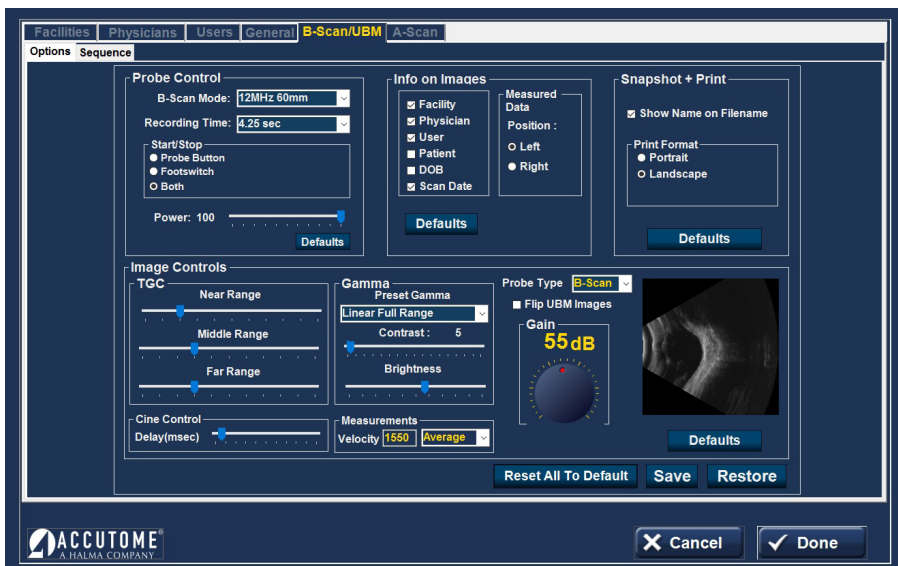 Facilities Physicians Users General B-Scan/UBM A-Scan
Options Sequence
Probe Control
B-Scan Mode: 12MHz 60mm
Recording Time: 4.25 sec
Start/Stop
Probe Button
Footswitch
Both
Power: 100
Defaults
Info on Images
Facility
Physician
User
Patient
DOB
Scan Date
Measured
Data
Position :
Left
Right
Defaults
Snapshot + Print
Show Name on Filename
Print Format
Portrait
Landscape
Defaults
Image Controls
TGC
Near Range
Middle Range
Far Range
Gamma
Preset Gamma
Linear Full Range
Contrast : 5
Brightness
Probe Type B-Scan
Flip UBM Images
Gain
55 dB
Cine Control
Delay(msec)
Measurements
Velocity 1550 Average
Defaults
Reset All To Default Save Restore
ACCUTOME®
A HALMA COMPANY
Cancel Done